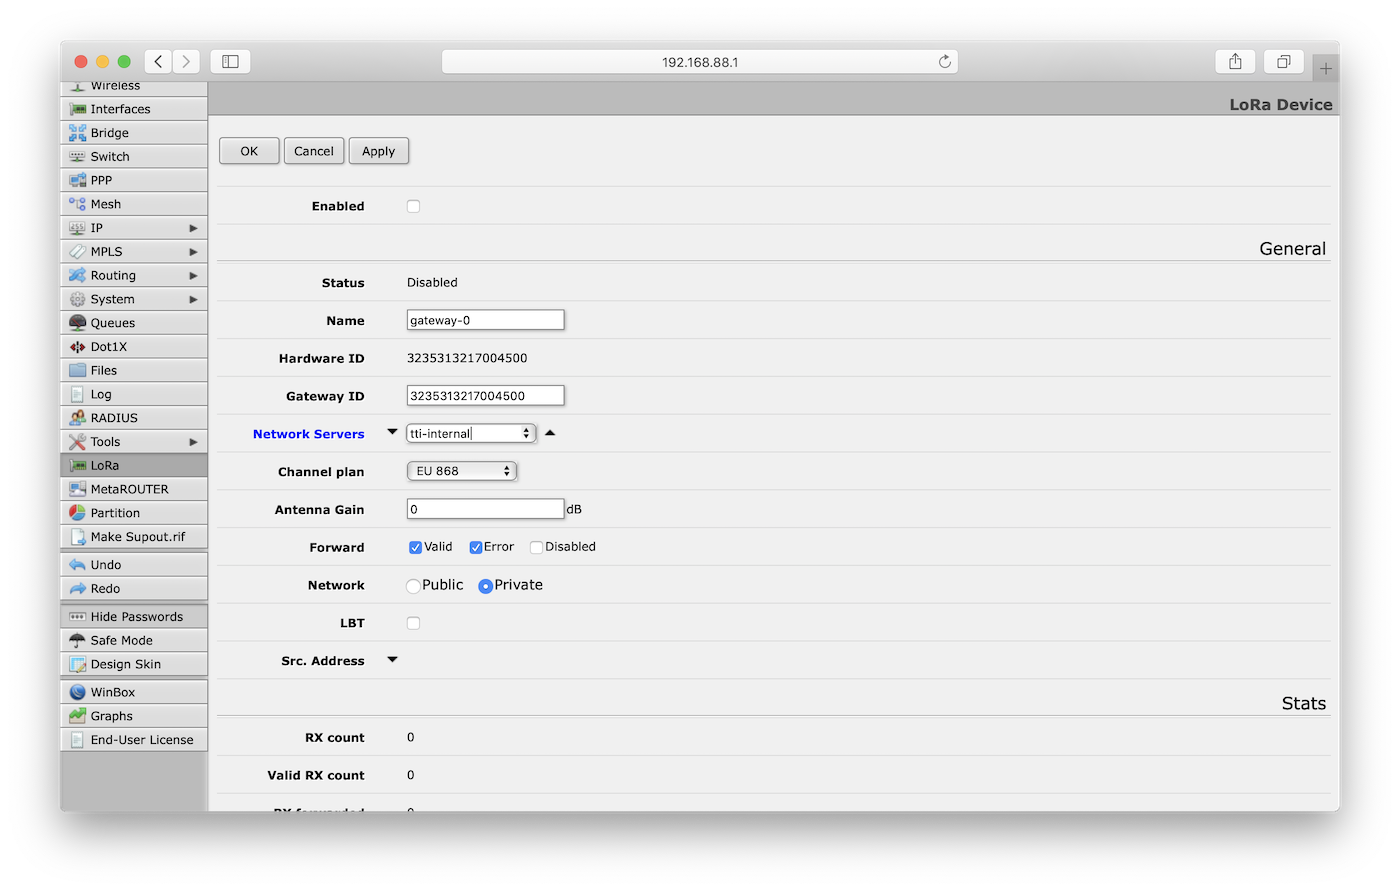 192.168.88.1
Wireless
Interfaces
Bridge
Switch
PPP
Mesh
IP
MPLS
Routing
System
Queues
Dot1X
Files
Log
RADIUS
Tools
LoRa
MetaROUTER
Partition
Make Supout.rif
Undo
Redo
Hide Passwords
Safe Mode
Design Skin
WinBox
Graphs
End-User License
LoRa Device
OK Cancel Apply
Enabled
General
Status Disabled
Name gateway-0
Hardware ID 3235313217004500
Gateway ID 3235313217004500
Network Servers tti-internal
Channel plan EU 868
Antenna Gain 0 dB
Forward Valid Error Disabled
Network Public Private
LBT
Src. Address
Stats
RX count 0
Valid RX count 0
RX forwarded 0